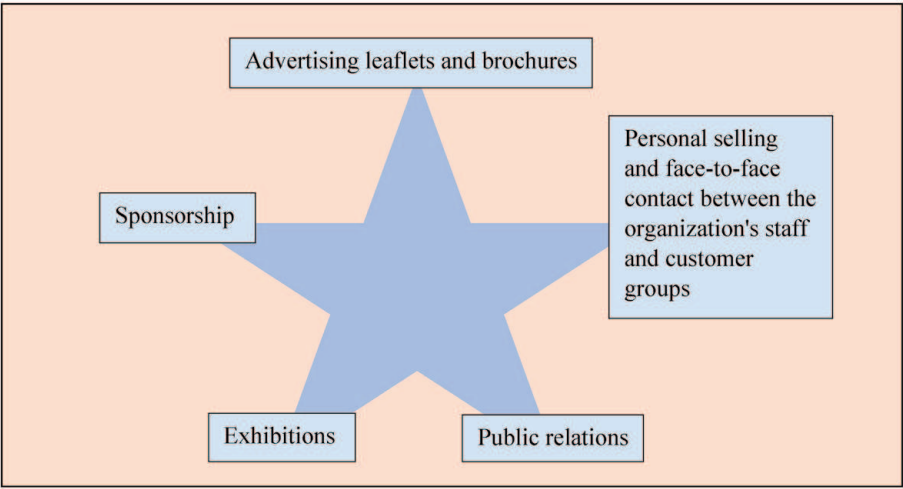 Advertising leaflets and brochures
Sponsorship
Personal selling
and face-to-face
contact between the
organization's staff
and customer
groups
Exhibitions
Public relations